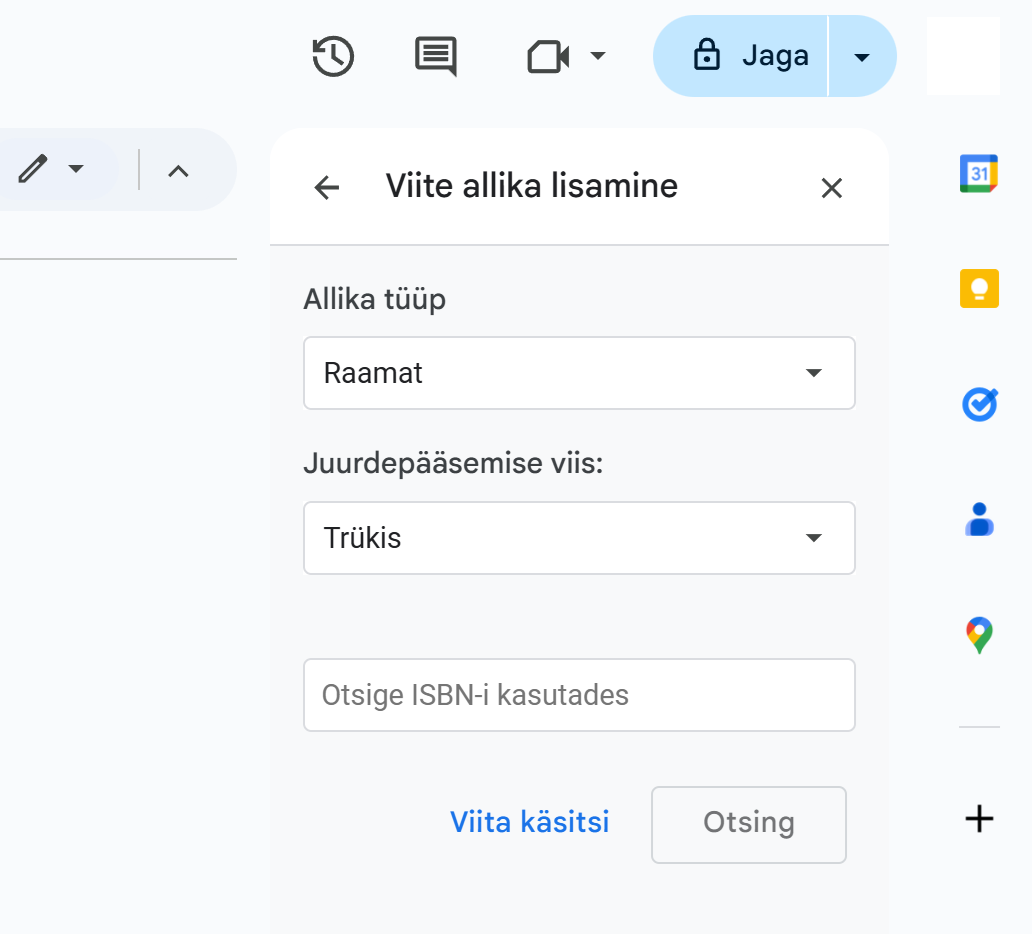 Jaga
Viite allika lisamine
31
Allika tüüp
Raamat
Juurdepääsemise viis:
Trükis
Otsige ISBN-i kasutades
Viita käsitsi
Otsing